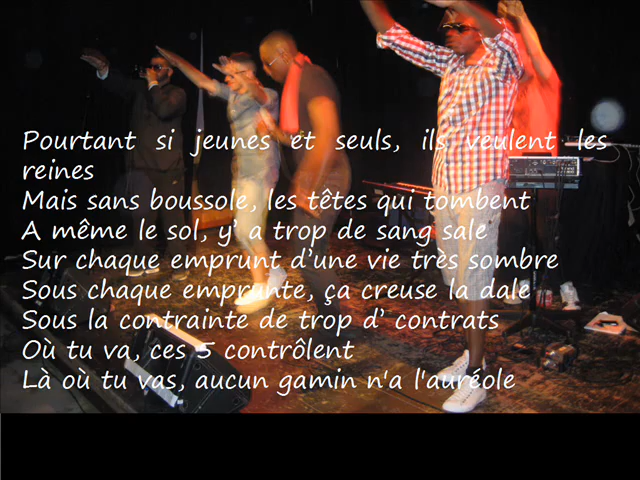 Pourtant si jeunes et seuls, ils veulent les
reines
Mais sans boussole, les têtes qui tombent
A même le sol, y' a trop de sang sale
Sur chaque emprunt d'une vie très sombre
Sous chaque emprunte, ça creuse la dale
Sous la contrainte de trop d' contrats
Où tu va, ces 5 contrôlent
Là où tu vas, aucun gamin n'a l'auréole